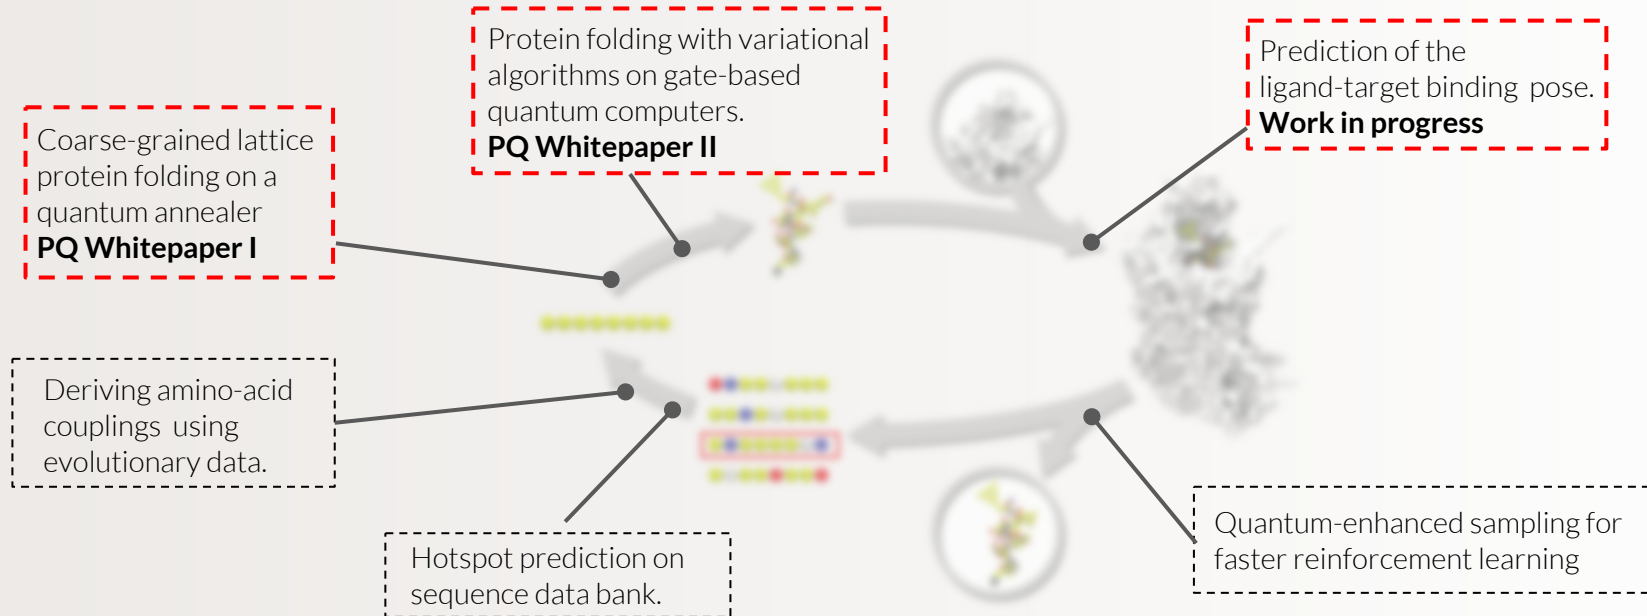 Protein folding with variational
algorithms on gate-based
quantum computers.
PQ Whitepaper II
Prediction of the
ligand-target binding pose.
Work in progress
Coarse-grained lattice
protein folding on a
quantum annealer
PQ Whitepaper I
Deriving amino-acid
couplings using
evolutionary data.
Hotspot prediction on
sequence data bank.
Quantum-enhanced sampling for
faster reinforcement learning